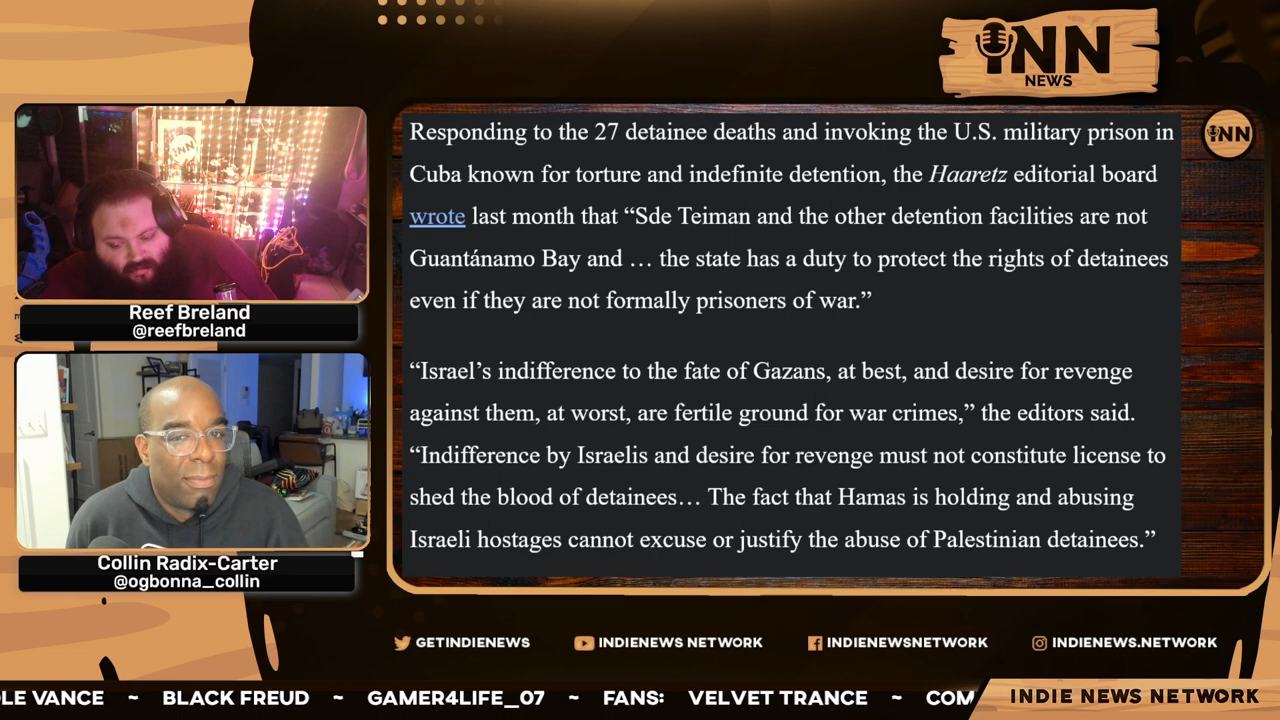 INN
NEWS
INN
Responding to the 27 detainee deaths and invoking the U.S. military prison in
Cuba known for torture and indefinite detention, the Haaretz editorial board
wrote last month that “Sde Teiman and the other detention facilities are not
Guantánamo Bay and … the state has a duty to protect the rights of detainees
even if they are not formally prisoners of war.”
“Israel’s indifference to the fate of Gazans, at best, and desire for revenge
against them, at worst, are fertile ground for war crimes,” the editors said.
“Indifference by Israelis and desire for revenge must not constitute license to
shed the blood of detainees… The fact that Hamas is holding and abusing
Israeli hostages cannot excuse or justify the abuse of Palestinian detainees.”
Reef Breland
@reefbreland
Collin Radix-Carter
@ogbonna_collin
GETINDIENEWS
INDIENEWS NETWORK
INDIENEWSNETWORK
INDIENEWS.NETWORK
LE VANCE ~ BLACK FREUD ~ GAMER4LIFE_07 ~ FANS: VELVET TRANCE ~ COM
INDIE NEWS NETWORK